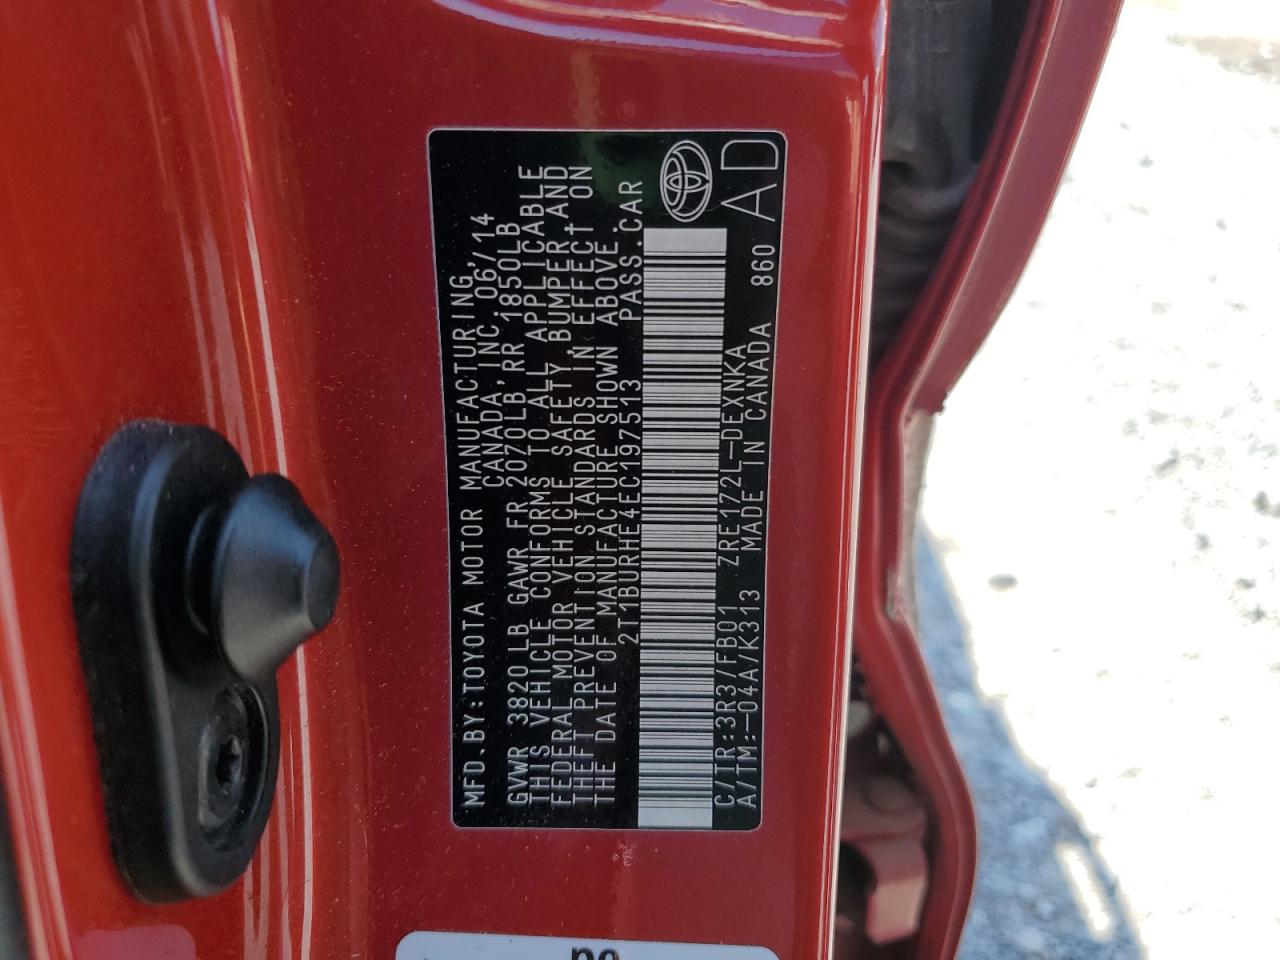 MFD.BY:TOYOTA MOTOR MANUFACTURING,
CANADA,INC. 06/14
GVWR 3820LB GAWR FR 2070LB RR 1850LB
THIS VEHICLE CONFORMS TO ALL APPLICABLE
FEDERAL MOTOR VEHICLE SAFETY,BUMPER,AND
THEFT PREVENTION STANDARDS IN EFFECT ON
THE DATE OF MANUFACTURE SHOWN ABOVE.
2T1BURHE4EC197513 PASS.CAR
C/TR:3R3/FB01 ZRE172L-DEXNKA
A/TM:-04A/K313 MADE IN CANADA 860
AD